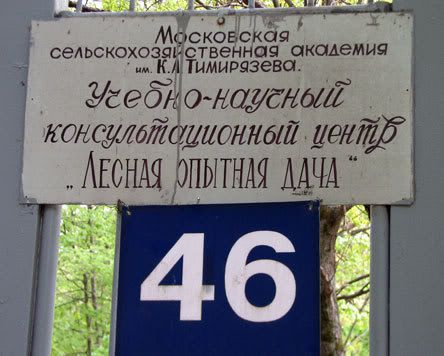 Московская
сельскохозяйственная академия
им. К.А.Тимирязева.
Учебно-научный
консультационный центр
„Лесная опытная дача"
46